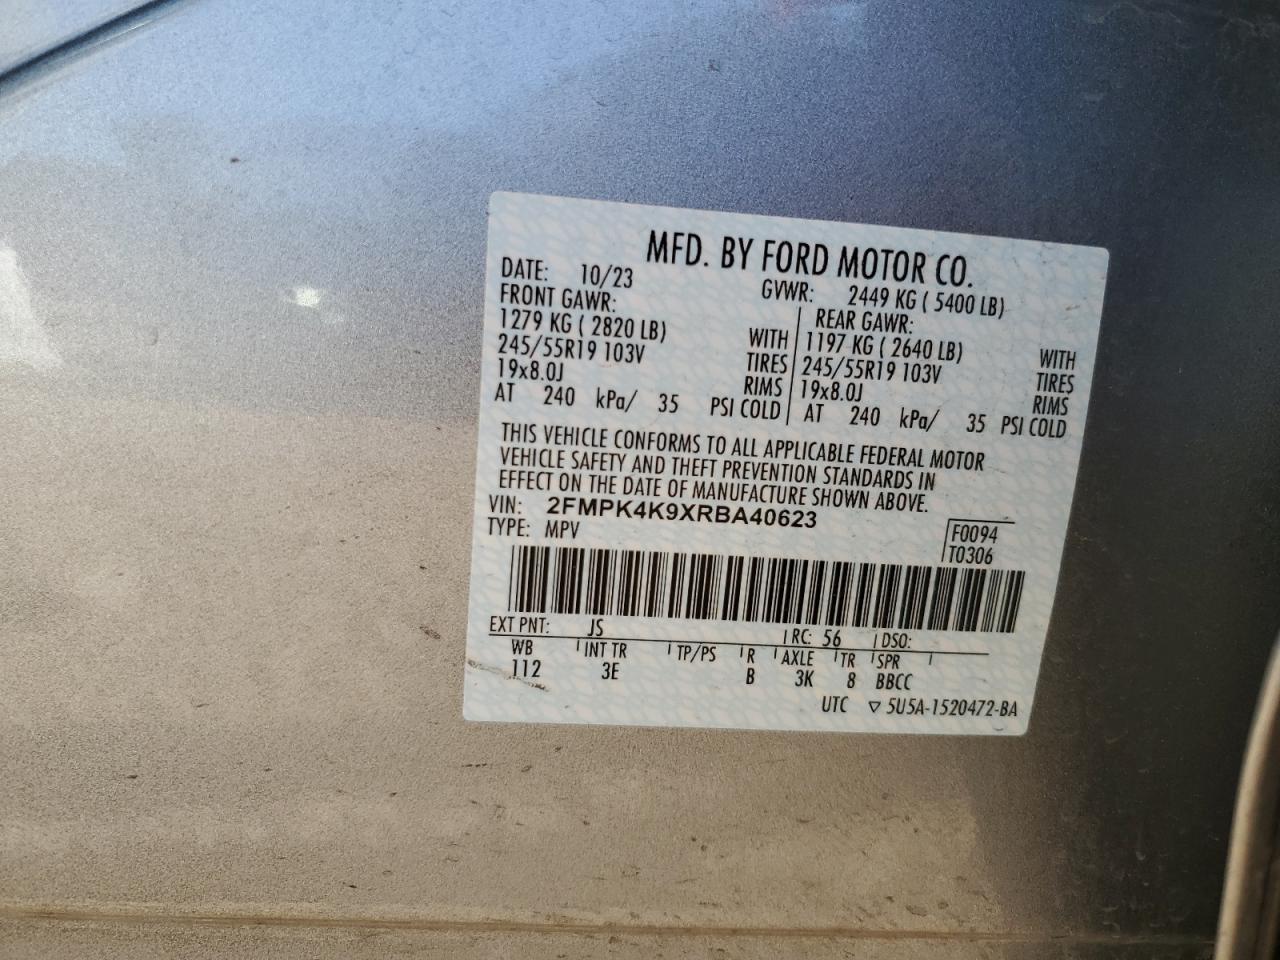 MFD. BY FORD MOTOR CO.
DATE: 10/23 GVWR: 2449 KG ( 5400 LB)
FRONT GAWR: REAR GAWR:
1279 KG ( 2820 LB) WITH 1197 KG ( 2640 LB) WITH
245/55R19 103V TIRES 245/55R19 103V TIRES
19x8.0J RIMS 19x8.0J RIMS
AT 240 kPa/ 35 PSI COLD AT 240 kPa/ 35 PSI COLD
THIS VEHICLE CONFORMS TO ALL APPLICABLE FEDERAL MOTOR
VEHICLE SAFETY AND THEFT PREVENTION STANDARDS IN
EFFECT ON THE DATE OF MANUFACTURE SHOWN ABOVE.
VIN: 2FMPK4K9XRBA40623
TYPE: MPV
F0094
T0306
EXT PNT: JS RC: 56 DSO:
WB INT TR TP/PS R AXLE TR SPR
112 3E B 3K 8 BBCC
UTC ▽ 5U5A-1520472-BA